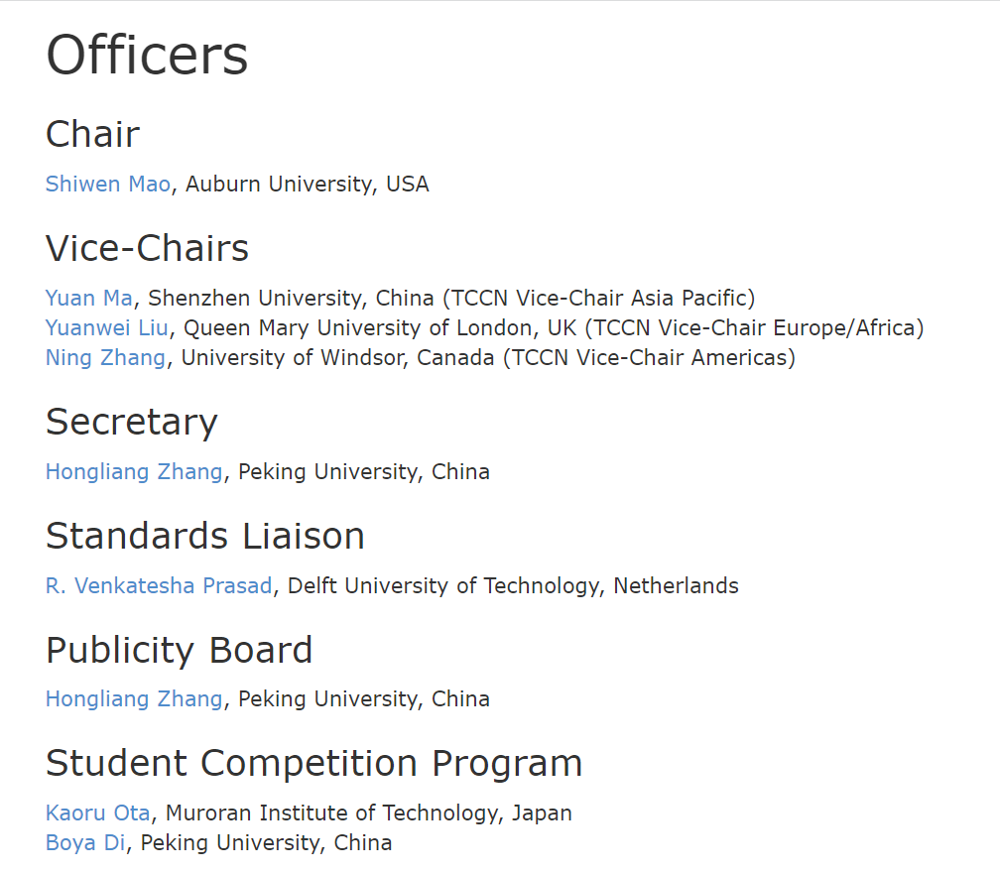 Officers
Chair
Shiwen Mao, Auburn University, USA
Vice-Chairs
Yuan Ma, Shenzhen University, China (TCCN Vice-Chair Asia Pacific)
Yuanwei Liu, Queen Mary University of London, UK (TCCN Vice-Chair Europe/Africa)
Ning Zhang, University of Windsor, Canada (TCCN Vice-Chair Americas)
Secretary
Hongliang Zhang, Peking University, China
Standards Liaison
R. Venkatesha Prasad, Delft University of Technology, Netherlands
Publicity Board
Hongliang Zhang, Peking University, China
Student Competition Program
Kaoru Ota, Muroran Institute of Technology, Japan
Boya Di, Peking University, China